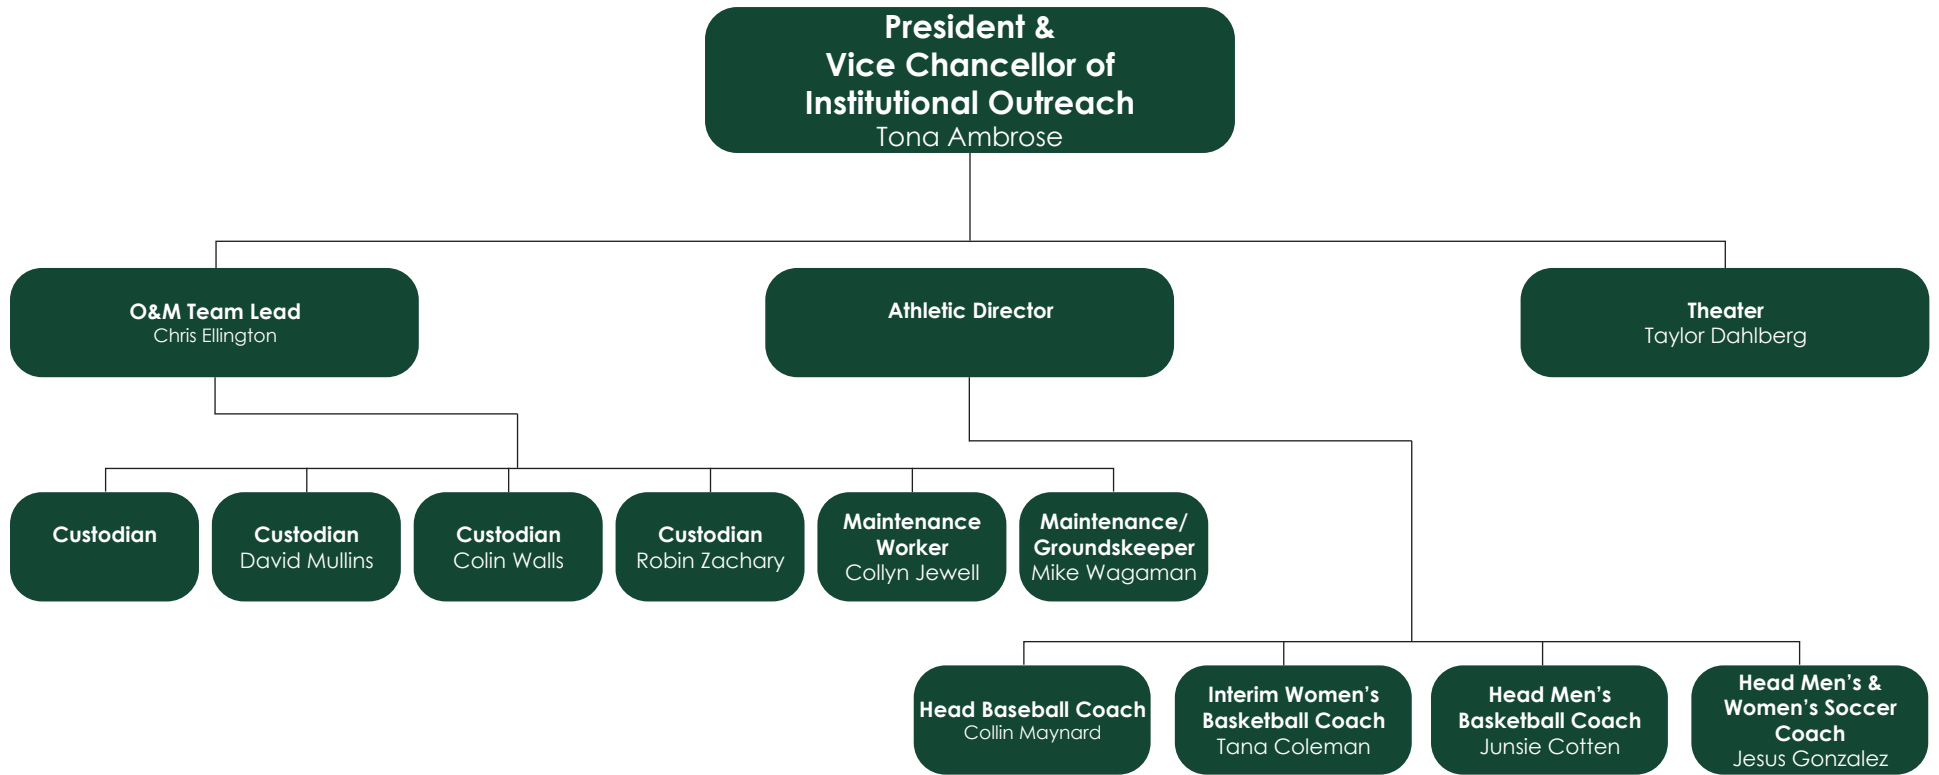 President &
Vice Chancellor of
Institutional Outreach
Tona Ambrose
O&M Team Lead
Chris Ellington
Athletic Director
Theater
Taylor Dahlberg
Custodian
Custodian
David Mullins
Custodian
Colin Walls
Custodian
Robin Zachary
Maintenance
Worker
Collyn Jewell
Maintenance/
Groundskeeper
Mike Wagaman
Head Baseball Coach
Collin Maynard
Interim Women’s
Basketball Coach
Tana Coleman
Head Men’s
Basketball Coach
Junsie Cotten
Head Men’s &
Women’s Soccer
Coach
Jesus Gonzalez